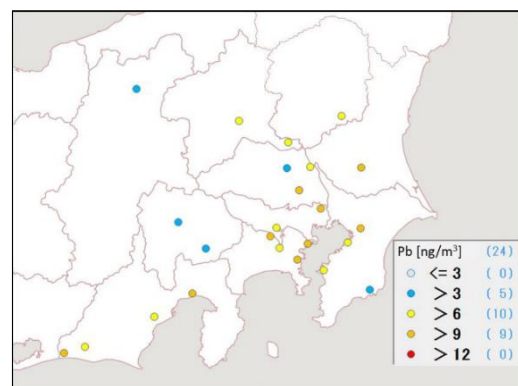 Pb [ng/m³] (24)
<= 3 ( 0)
> 3 ( 5)
> 6 (10)
> 9 ( 9)
> 12 ( 0)